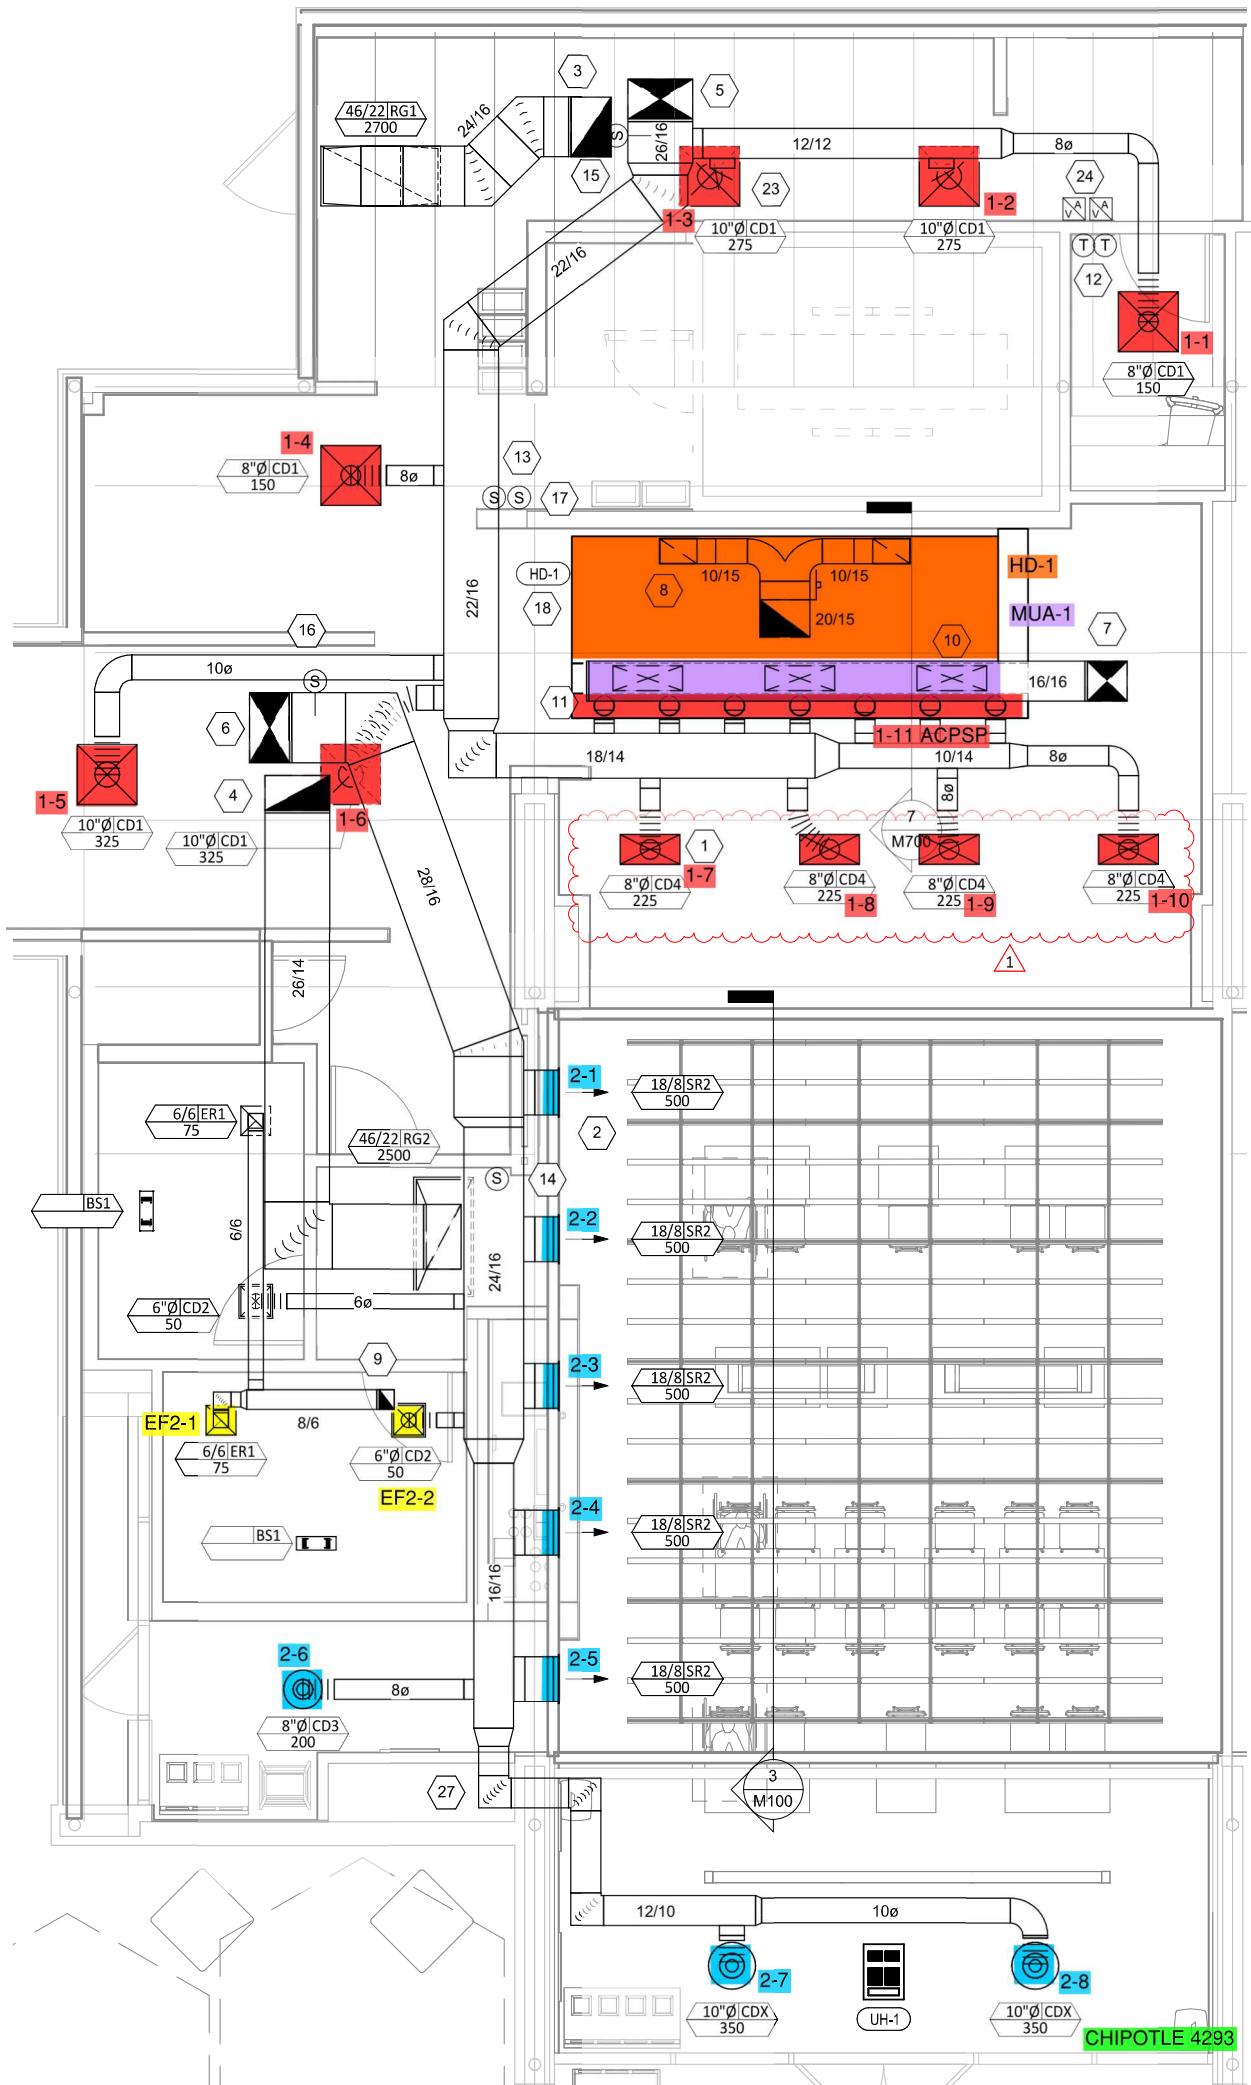 3
5
46/22 RG1
2700
24/16
S
26/16
12/12
8ø
15
23
24
A
V
A
V
1-3
1-2
10"Ø CD1
275
10"Ø CD1
275
T T
12
22/16
1-1
8"Ø CD1
150
1-4
8"Ø CD1
150
8ø
13
S S
17
HD-1
18
22/16
10/15
10/15
8
20/15
HD-1
MUA-1
10
7
16/16
16
10ø
S
6
11
1-11 ACPSP
18/14
10/14
8ø
8ø
4
1-5
1-6
10"Ø CD1
325
10"Ø CD1
325
7
M700
1
1-7
8"Ø CD4
225
8"Ø CD4
225
1-8
8"Ø CD4
225
1-9
8"Ø CD4
225
1-10
1
28/16
26/14
2-1
18/8 SR2
500
2
6/6 ER1
75
46/22 RG2
2500
S
14
BS1
6/6
2-2
18/8 SR2
500
24/16
6"Ø CD2
50
6ø
9
2-3
18/8 SR2
500
EF2-1
8/6
6/6 ER1
75
6"Ø CD2
50
EF2-2
BS1
2-4
18/8 SR2
500
16/16
2-6
8ø
8"Ø CD3
200
2-5
18/8 SR2
500
27
3
M100
12/10
10ø
2-7
2-8
10"Ø CDX
350
UH-1
10"Ø CDX
350
CHIPOTLE 4293